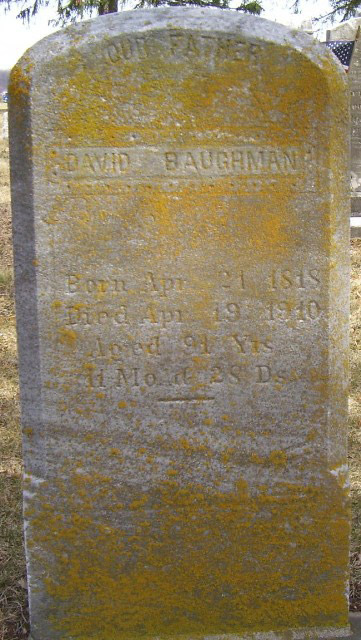 OUR FATHER
DAVID BAUGHMAN
Born Apr. 21 1818
Died Apr. 19 1910
Aged 91 Yrs
11 Mo. & 28 Ds.